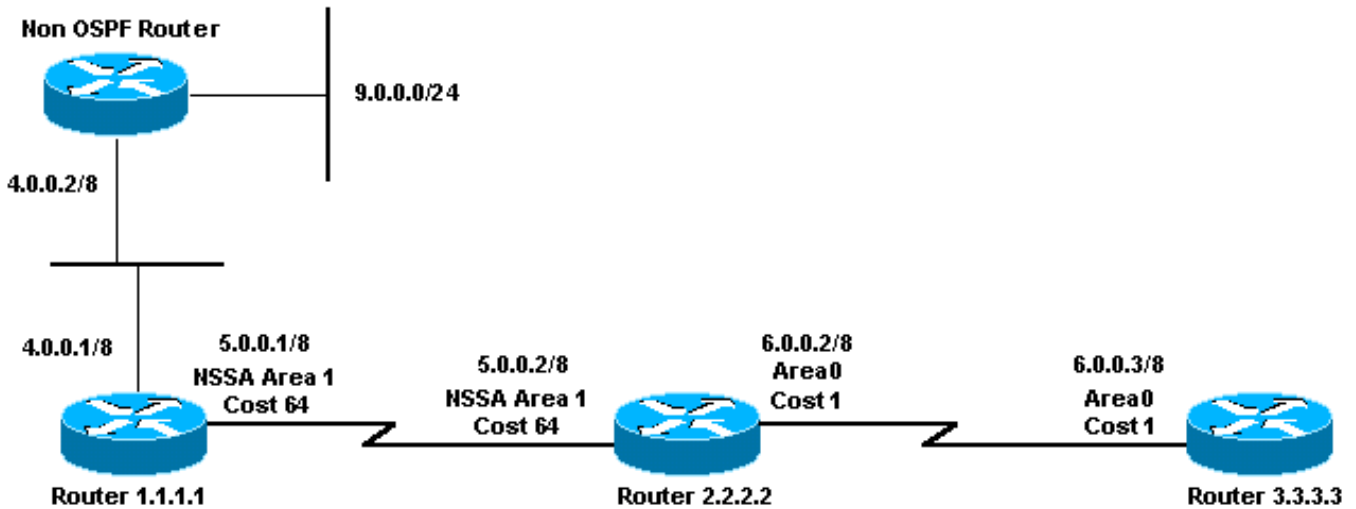 Non OSPF Router
9.0.0.0/24
4.0.0.2/8
4.0.0.1/8
5.0.0.1/8
NSSA Area 1
Cost 64
5.0.0.2/8
NSSA Area 1
Cost 64
6.0.0.2/8
Area0
Cost 1
6.0.0.3/8
Area0
Cost 1
Router 1.1.1.1
Router 2.2.2.2
Router 3.3.3.3